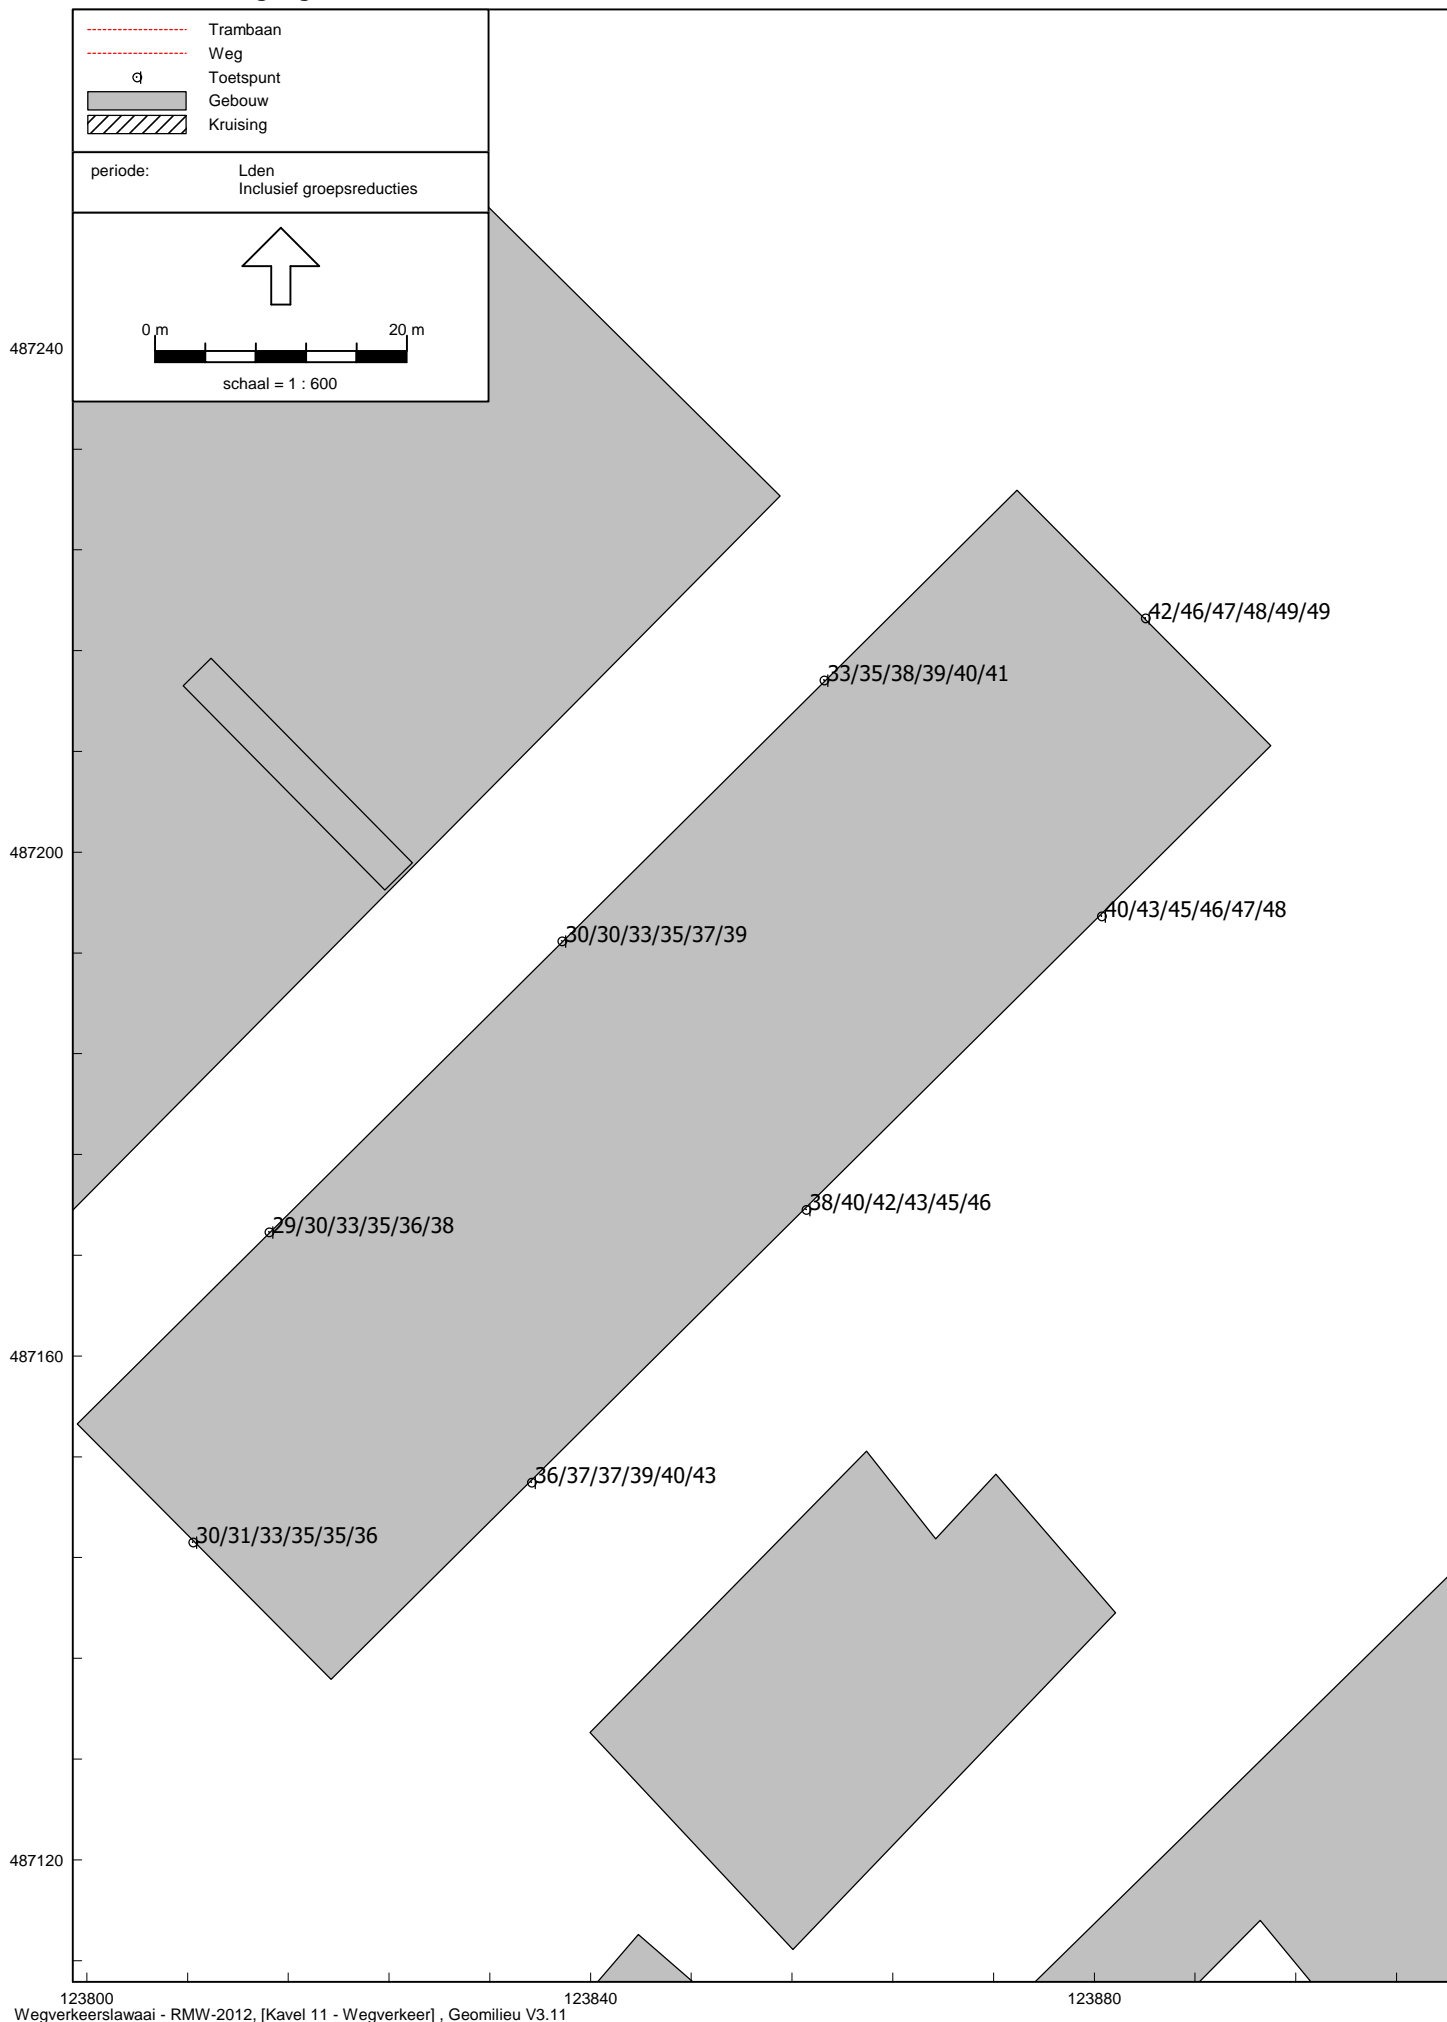 Trambaan
Weg
Toetspunt
Gebouw
Kruising
periode: Lden
Inclusief groepsreducties
0 m 20 m
schaal = 1 : 600
487240
42/46/47/48/49/49
33/35/38/39/40/41
487200
40/43/45/46/47/48
30/30/33/35/37/39
38/40/42/43/45/46
29/30/33/35/36/38
487160
36/37/37/39/40/43
30/31/33/35/35/36
487120
123800 123840 123880
Wegverkeerslawaai - RMW-2012, [Kavel 11 - Wegverkeer] , Geomilieu V3.11